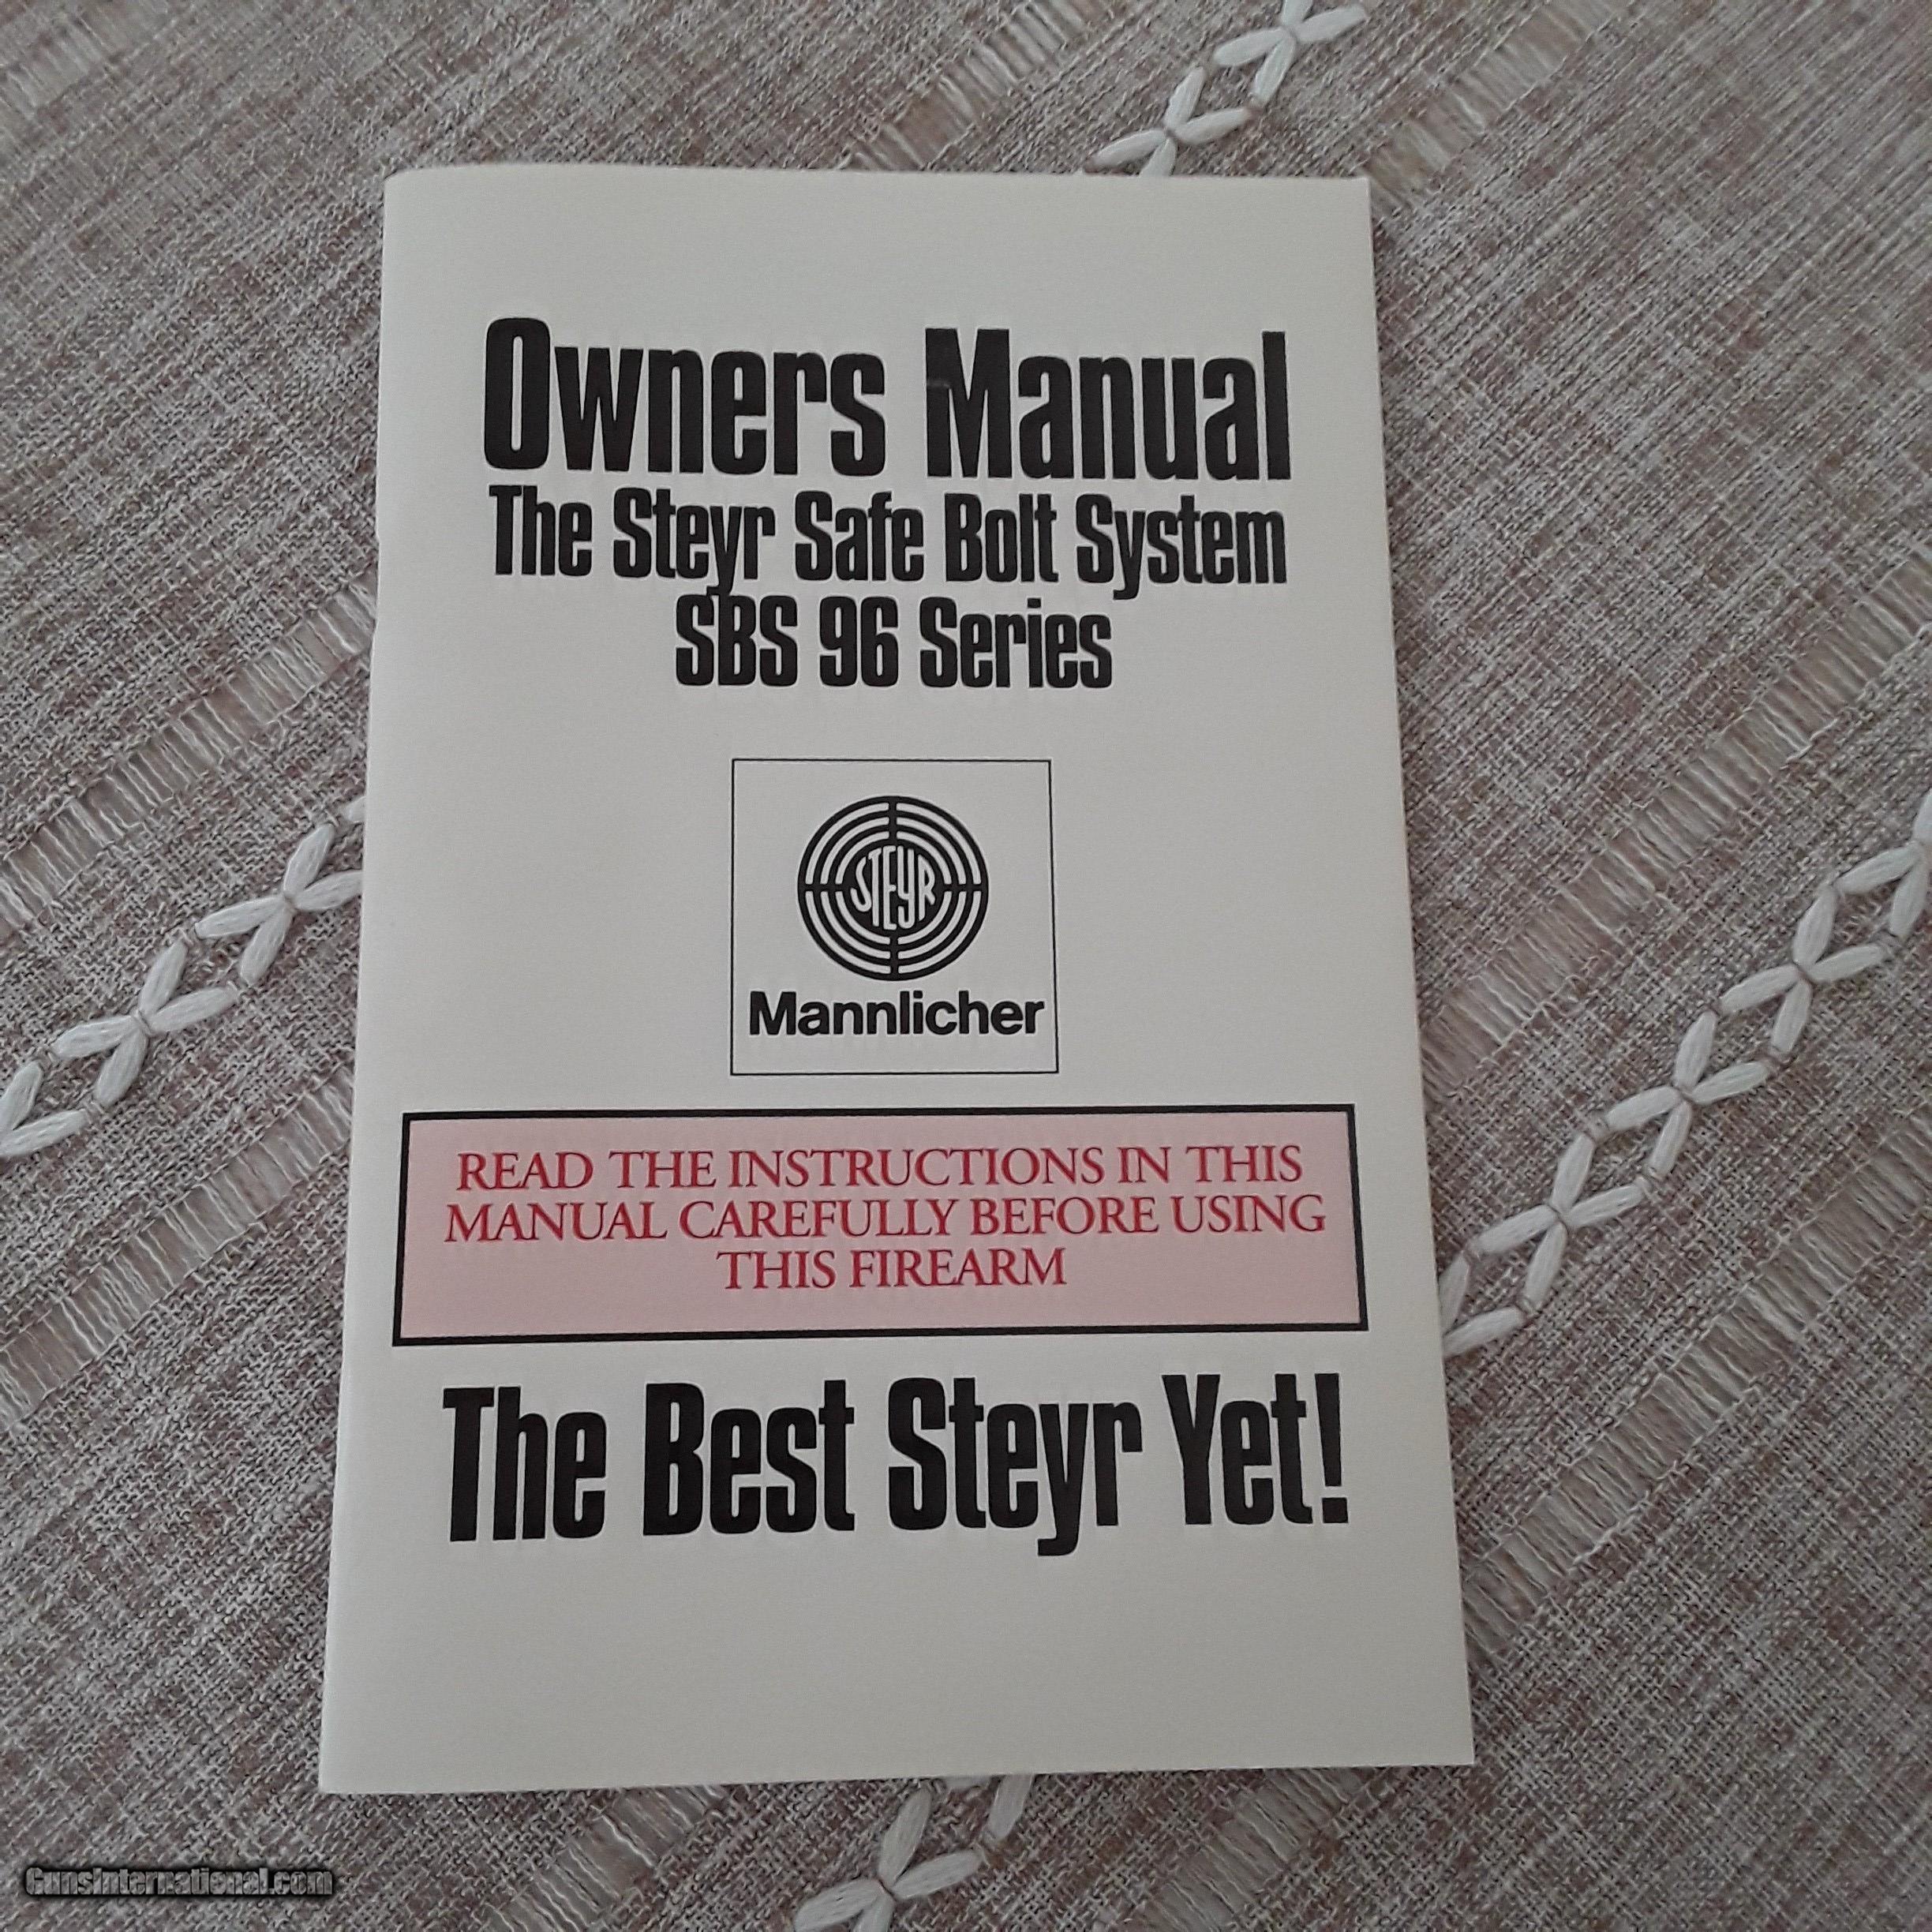 Owners Manual
The Steyr Safe Bolt System
SBS 96 Series
STEYR
Mannlicher
READ THE INSTRUCTIONS IN THIS
MANUAL CAREFULLY BEFORE USING
THIS FIREARM
The Best Steyr Yet!
GunsInternational.com